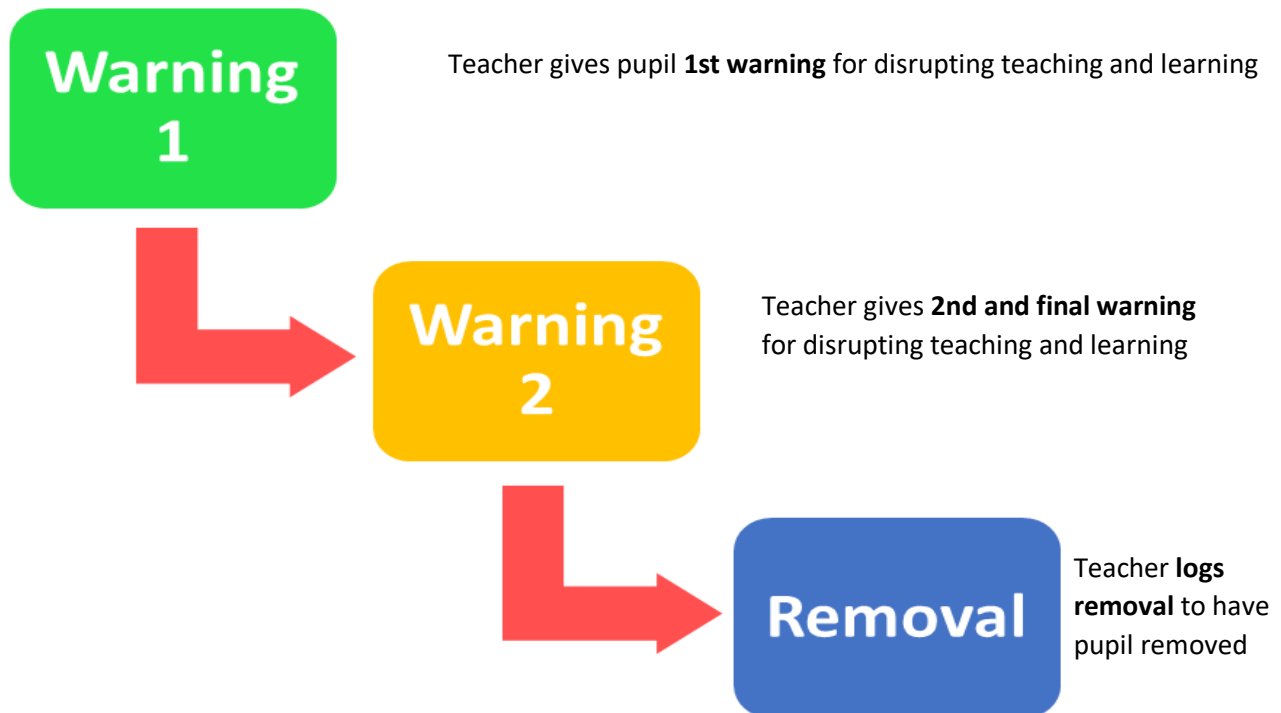 Warning
1
Teacher gives pupil 1st warning for disrupting teaching and learning
Warning
2
Teacher gives 2nd and final warning
for disrupting teaching and learning
Removal
Teacher logs
removal to have
pupil removed